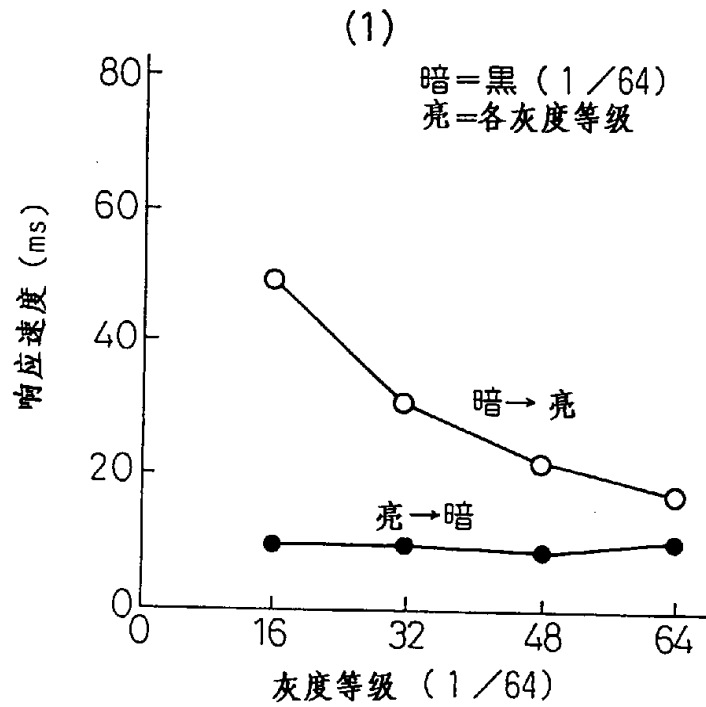 (1)
暗=黒(1/64)
亮=各灰度等级
80
60
40
20
0
响应速度(ms)
暗→亮
亮→暗
0 16 32 48 64
灰度等级(1/64)